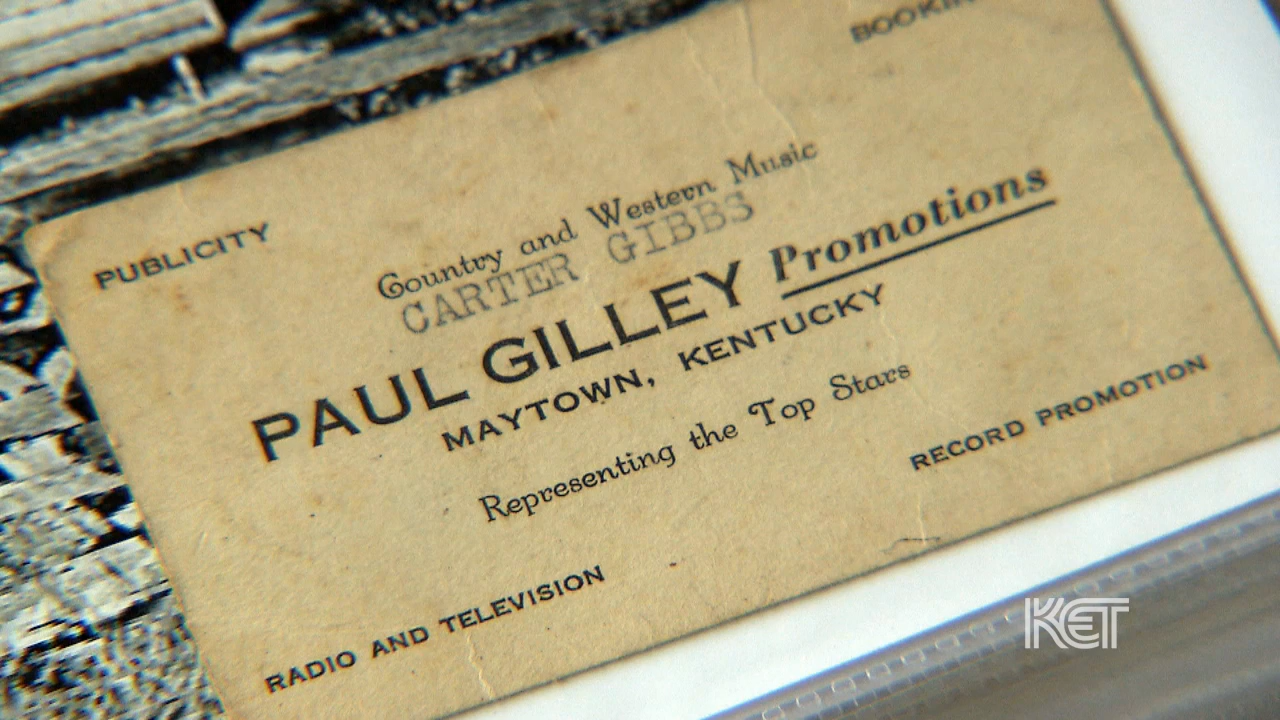 PUBLICITY
BOOKIN
Country and Western Music
CARTER GIBBS
PAUL GILLEY Promotions
MAYTOWN, KENTUCKY
Representing the Top Stars
RADIO AND TELEVISION
RECORD PROMOTION
KET